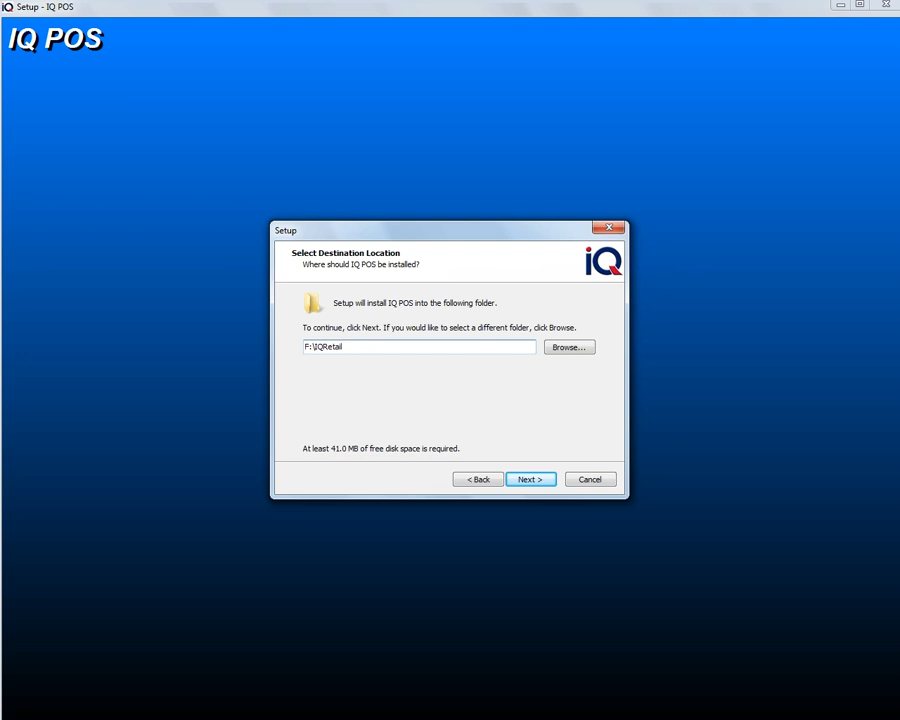 iQ Setup - IQ POS
IQ POS
Setup
Select Destination Location
Where should IQ POS be installed?
iQ
Setup will install IQ POS into the following folder.
To continue, click Next. If you would like to select a different folder, click Browse.
F:\IQRetail
Browse...
At least 41.0 MB of free disk space is required.
< Back
Next >
Cancel